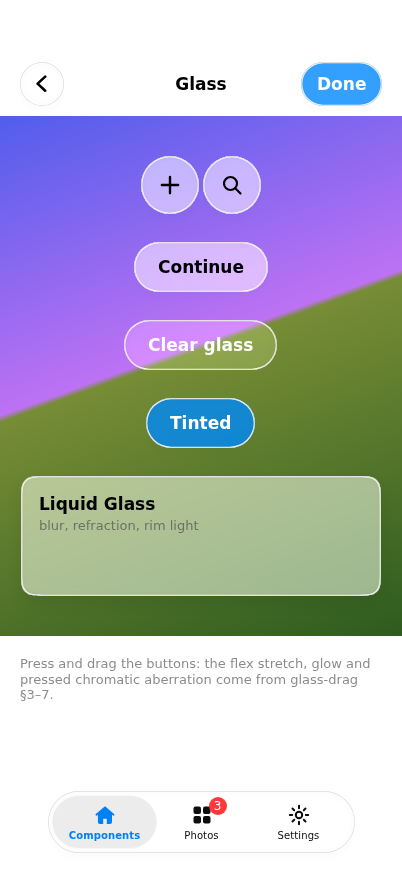 Glass
Done
Continue
Clear glass
Tinted
Liquid Glass
blur, refraction, rim light
Press and drag the buttons: the flex stretch, glow and
pressed chromatic aberration come from glass-drag
§3–7.
3
Components
Photos
Settings